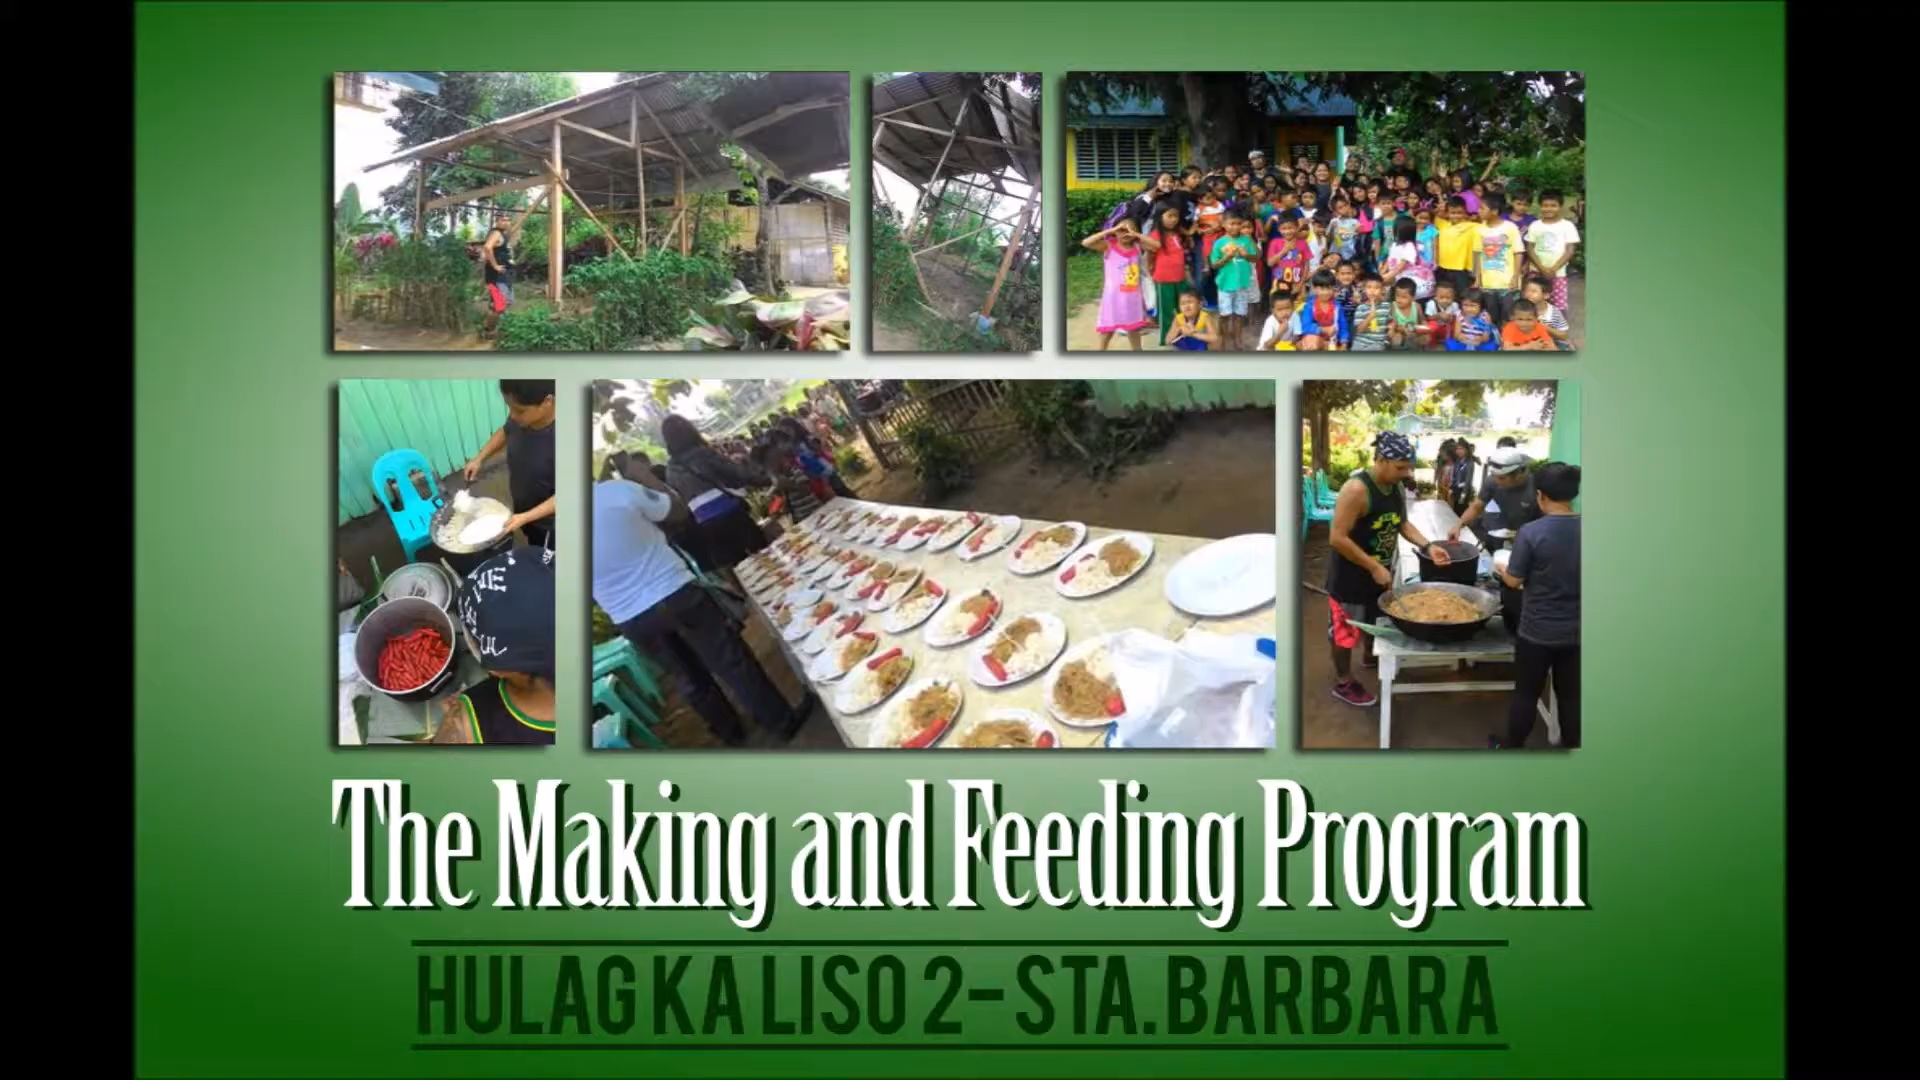 The Making and Feeding Program
HULAG KA LISO 2- STA. BARBARA